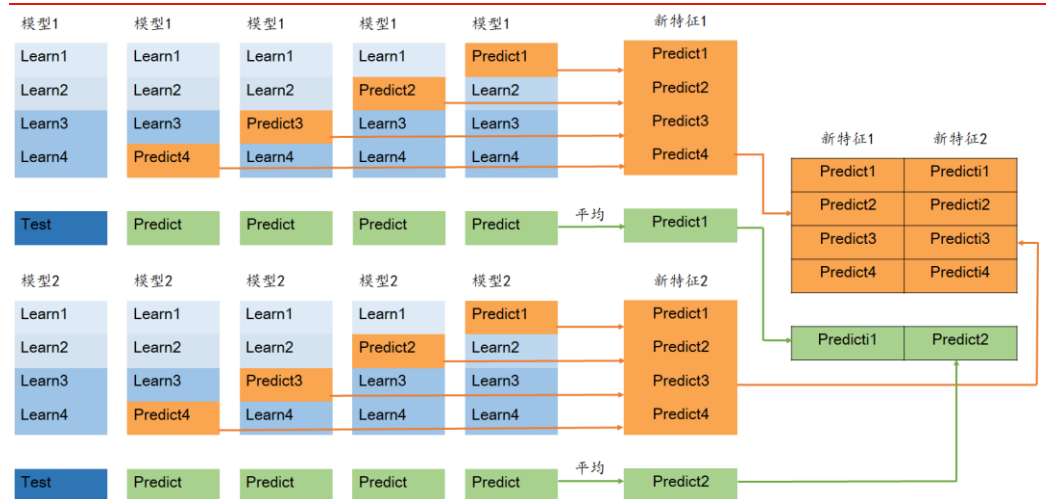 模型1 模型1 模型1 模型1 模型1 新特征1
Learn1 Learn1 Learn1 Learn1 Predict1 Predict1
Learn2 Learn2 Learn2 Predict2 Learn2 Predict2
Learn3 Learn3 Predict3 Learn3 Learn3 Predict3
Learn4 Predict4 Learn4 Learn4 Learn4 Predict4
Test Predict Predict Predict Predict 平均 Predict1
新特征1 新特征2
Predict1 Predicti1
Predict2 Predicti2
Predict3 Predicti3
Predict4 Predicti4
模型2 模型2 模型2 模型2 模型2 新特征2
Learn1 Learn1 Learn1 Learn1 Predict1 Predict1
Learn2 Learn2 Learn2 Predict2 Learn2 Predict2
Learn3 Learn3 Predict3 Learn3 Learn3 Predict3
Learn4 Predict4 Learn4 Learn4 Learn4 Predict4
Predicti1 Predict2
Test Predict Predict Predict Predict 平均 Predict2